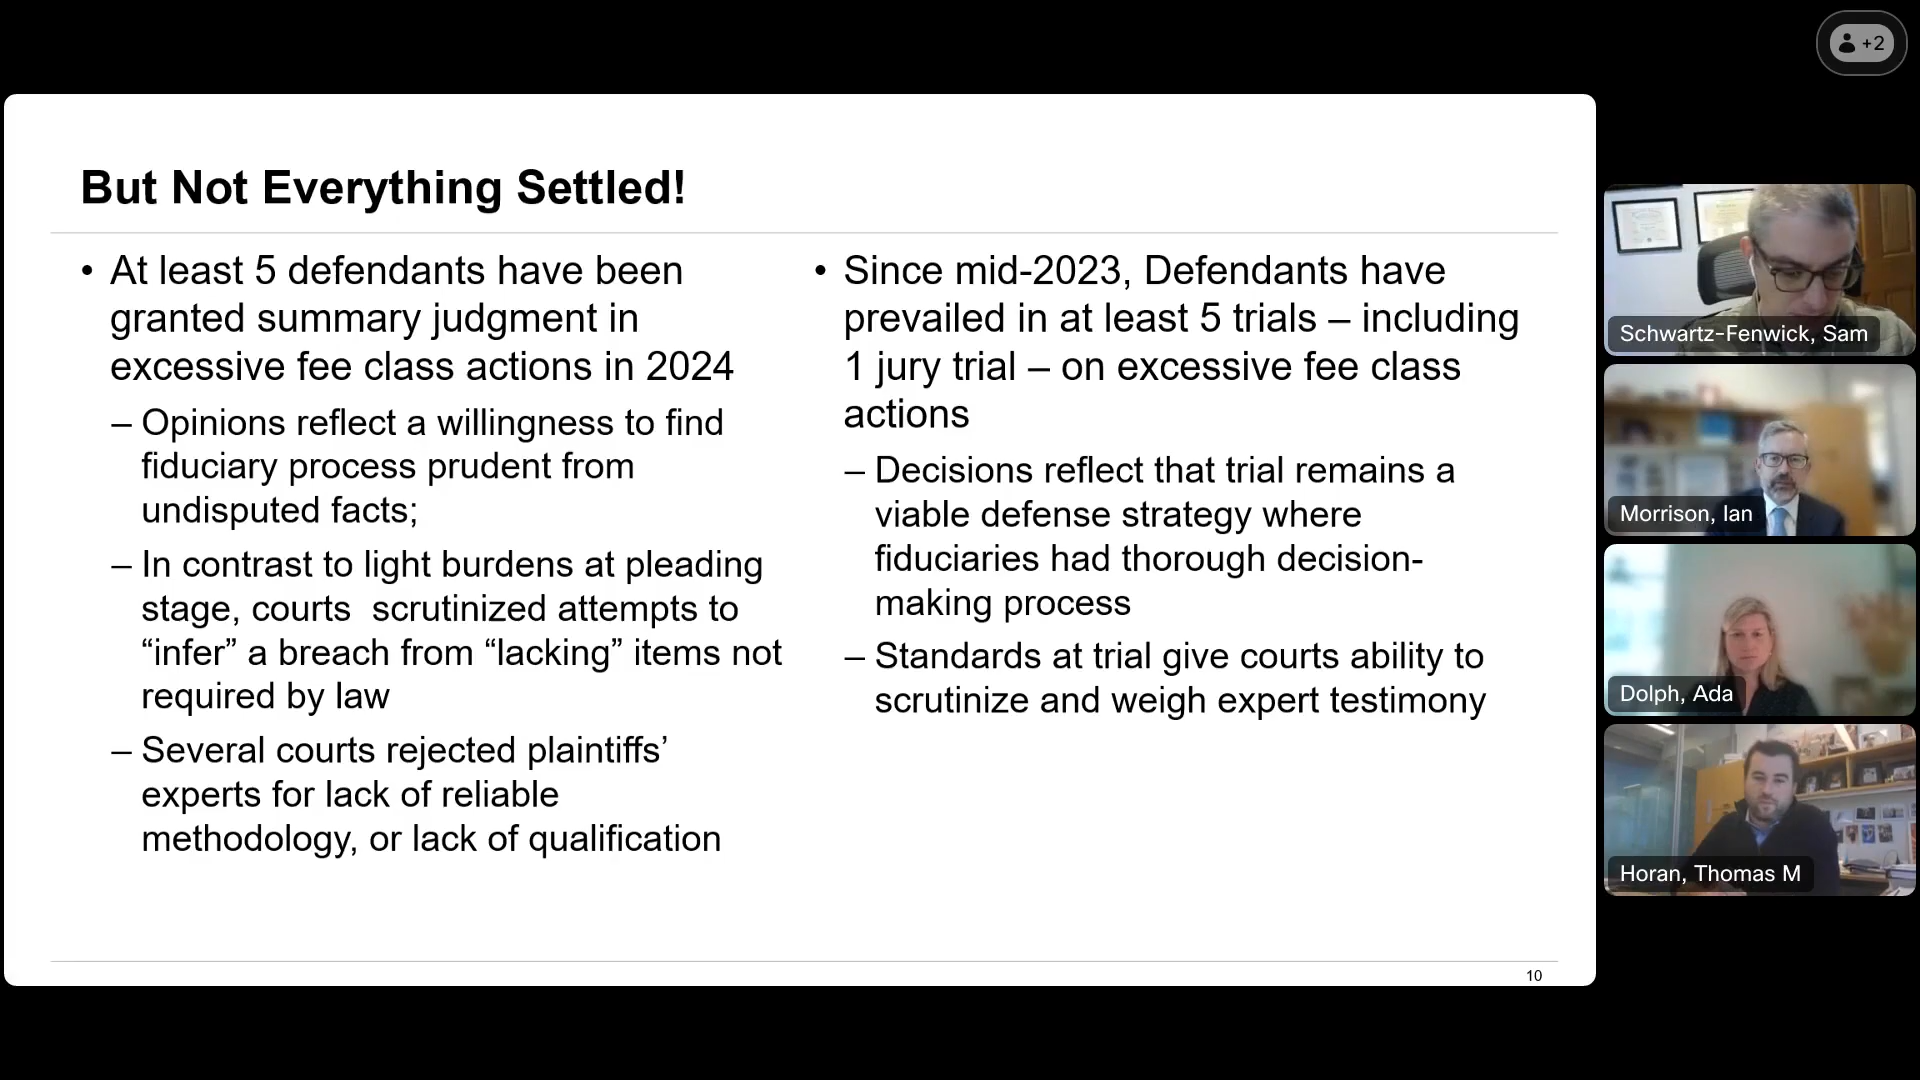 +2
But Not Everything Settled!
• At least 5 defendants have been
granted summary judgment in
excessive fee class actions in 2024
– Opinions reflect a willingness to find
fiduciary process prudent from
undisputed facts;
– In contrast to light burdens at pleading
stage, courts  scrutinized attempts to
“infer” a breach from “lacking” items not
required by law
– Several courts rejected plaintiffs’
experts for lack of reliable
methodology, or lack of qualification
• Since mid-2023, Defendants have
prevailed in at least 5 trials – including
1 jury trial – on excessive fee class
actions
– Decisions reflect that trial remains a
viable defense strategy where
fiduciaries had thorough decision-
making process
– Standards at trial give courts ability to
scrutinize and weigh expert testimony
10
Schwartz-Fenwick, Sam
Morrison, Ian
Dolph, Ada
Horan, Thomas M